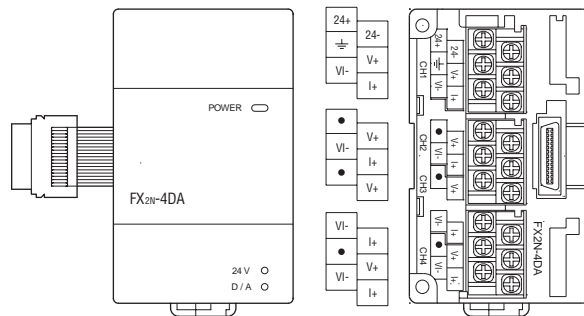 POWER
FX2N-4DA
24 V
D / A
24+
24-
⏚
V+
VI-
I+
●
V+
VI-
I+
●
V+
VI-
I+
●
V+
VI-
I+
CH1
24+
24-
⏚
V+
VI-
I+
CH2
●
V+
VI-
I+
CH3
●
V+
VI-
I+
CH4
●
V+
VI-
I+
FX2N-4DA